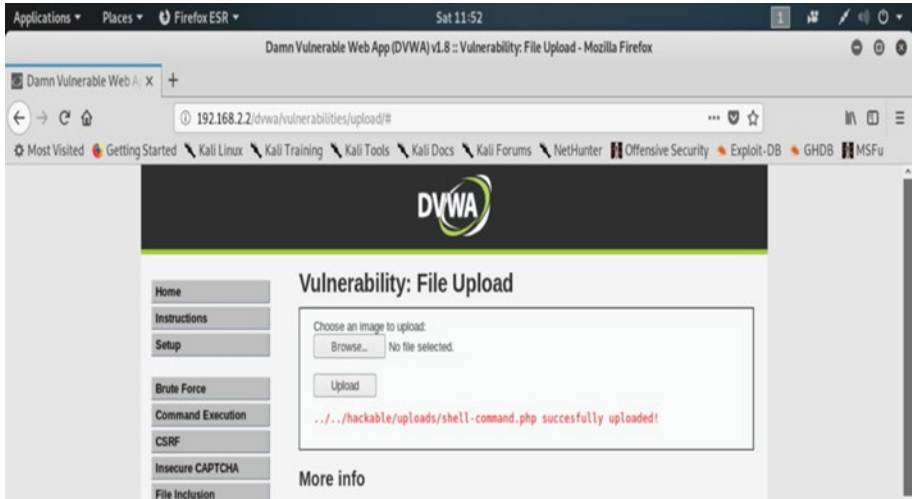 Applications Places Firefox ESR Sat 11:52 1
Damn Vulnerable Web App (DVWA) v1.8 :: Vulnerability: File Upload - Mozilla Firefox
Damn Vulnerable Web A
192.168.2.2/dvwa/vulnerabilities/upload/#
Most Visited Getting Started Kali Linux Kali Training Kali Tools Kali Docs Kali Forums NetHunter Offensive Security Exploit-DB GHDB MSFu
DVWA
Home
Instructions
Setup
Brute Force
Command Execution
CSRF
Insecure CAPTCHA
File Inclusion
Vulnerability: File Upload
Choose an image to upload:
Browse... No file selected.
Upload
../../hackable/uploads/shell-command.php succesfully uploaded!
More info